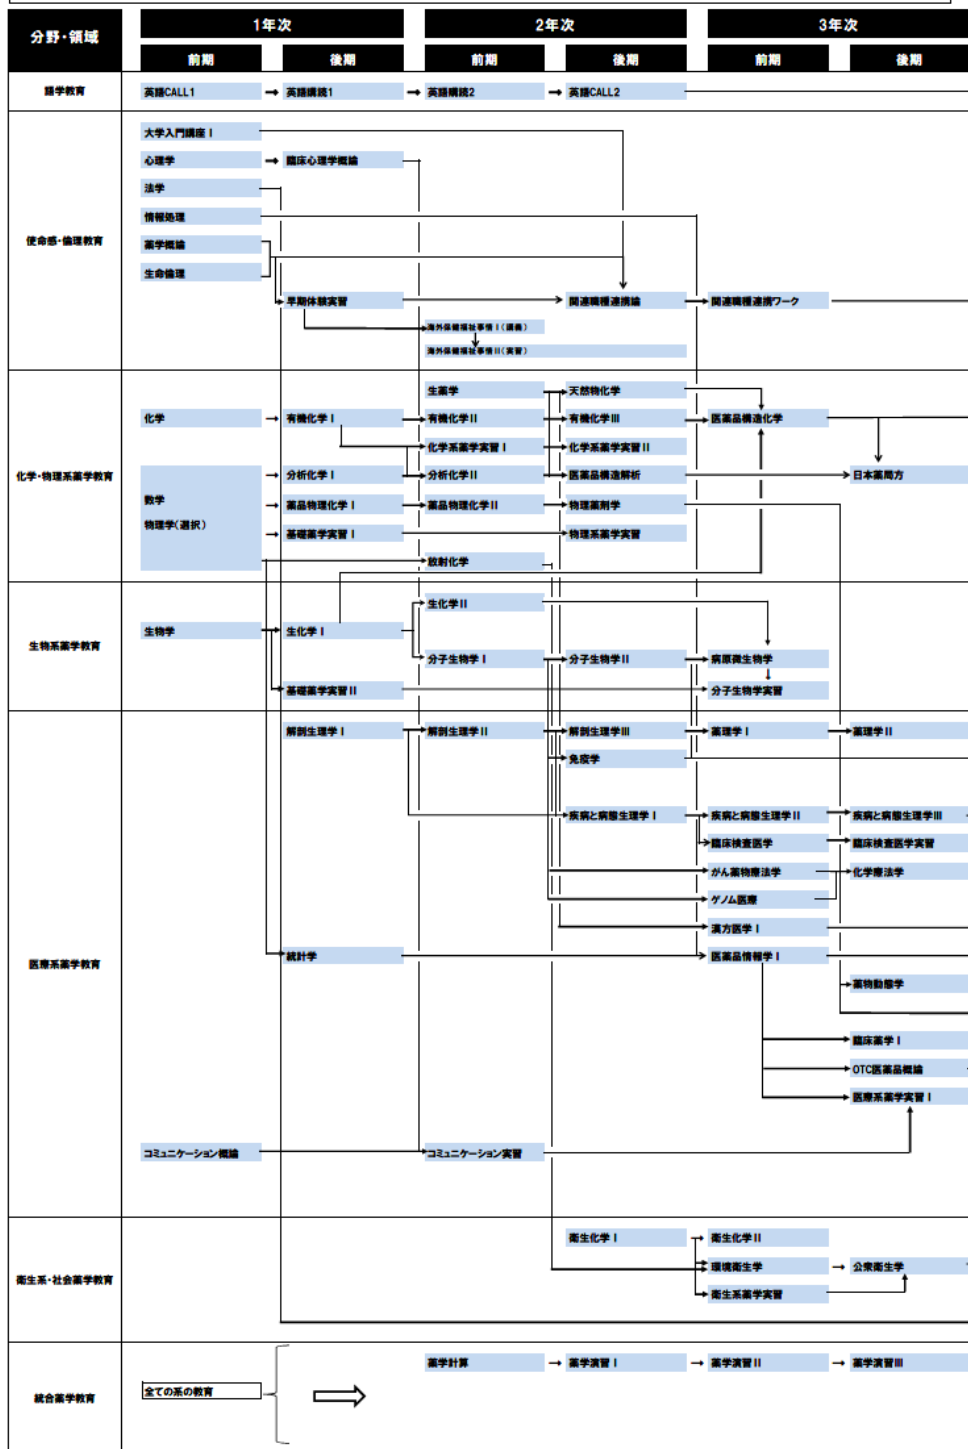 分野・領域 1年次 2年次 3年次
前期 後期 前期 後期 前期 後期
語学教育 英語CALL1 英語購読1 英語購読2 英語CALL2
大学入門講座Ⅰ
心理学 臨床心理学概論
法学
情報処理
使命感・倫理教育 薬学概論
生命倫理
早期体験実習 関連職種連携論 関連職種連携ワーク
海外保健福祉事情Ⅰ(講義)
海外保健福祉事情Ⅱ(実習)
生薬学 天然物化学
化学 有機化学Ⅰ 有機化学Ⅱ 有機化学Ⅲ 医薬品構造化学
化学系薬学実習Ⅰ 化学系薬学実習Ⅱ
化学・物理系薬学教育 分析化学Ⅰ 分析化学Ⅱ 医薬品構造解析 日本薬局方
数学 薬品物理化学Ⅰ 薬品物理化学Ⅱ 物理薬剤学
物理学(選択) 基礎薬学実習Ⅰ 物理系薬学実習
放射化学
生化学Ⅱ
生物系薬学教育 生物学 生化学Ⅰ
分子生物学Ⅰ 分子生物学Ⅱ 病原微生物学
基礎薬学実習Ⅱ 分子生物学実習
解剖生理学Ⅰ 解剖生理学Ⅱ 解剖生理学Ⅲ 薬理学Ⅰ 薬理学Ⅱ
免疫学
疾病と病態生理学Ⅰ 疾病と病態生理学Ⅱ 疾病と病態生理学Ⅲ
臨床検査医学 臨床検査医学実習
がん薬物療法学 化学療法学
ゲノム医療
漢方医学Ⅰ
医療系薬学教育 統計学 医薬品情報学Ⅰ
薬物動態学
臨床薬学Ⅰ
OTC医薬品概論
医療系薬学実習Ⅰ
コミュニケーション概論 コミュニケーション実習
衛生化学Ⅰ 衛生化学Ⅱ
衛生系・社会薬学教育 環境衛生学 公衆衛生学
衛生系薬学実習
薬学計算 薬学演習Ⅰ 薬学演習Ⅱ 薬学演習Ⅲ
統合薬学教育 全ての系の教育